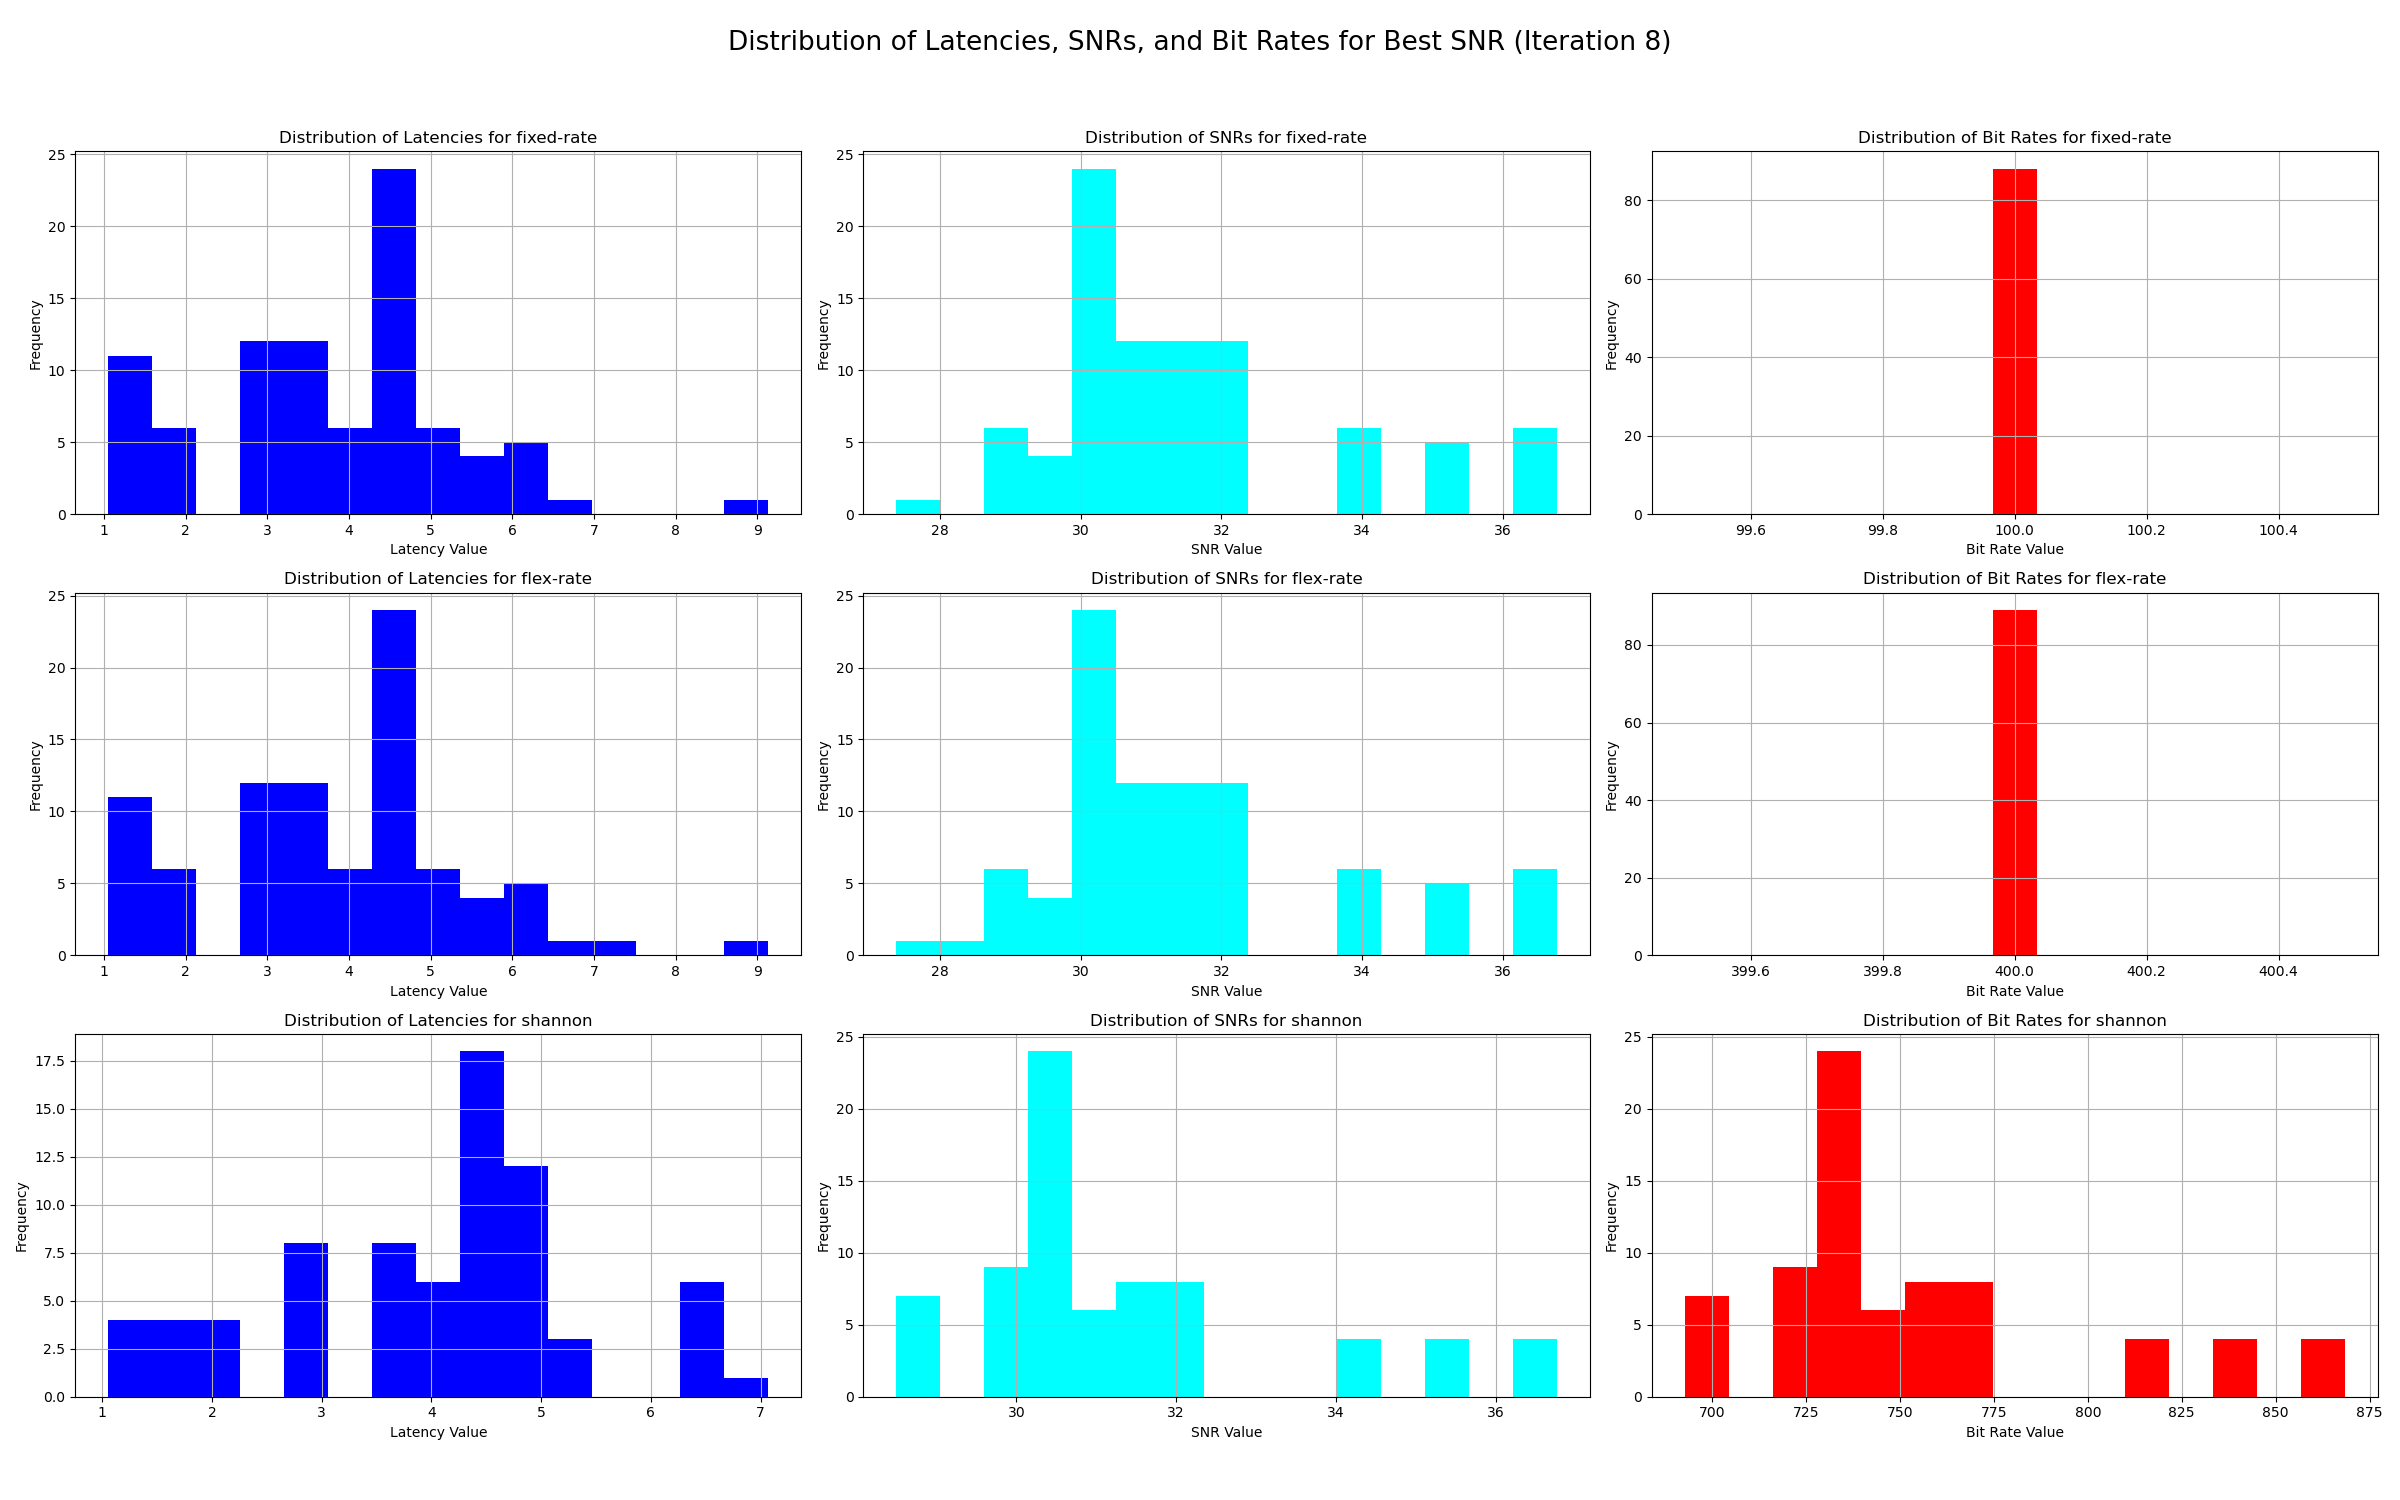 Distribution of Latencies, SNRs, and Bit Rates for Best SNR (Iteration 8)
Distribution of Latencies for fixed-rate
25
20
15
10
5
0
Frequency
1 2 3 4 5 6 7 8 9
Latency Value
Distribution of SNRs for fixed-rate
25
20
15
10
5
0
Frequency
28 30 32 34 36
SNR Value
Distribution of Bit Rates for fixed-rate
80
60
40
20
0
Frequency
99.6 99.8 100.0 100.2 100.4
Bit Rate Value
Distribution of Latencies for flex-rate
25
20
15
10
5
0
Frequency
1 2 3 4 5 6 7 8 9
Latency Value
Distribution of SNRs for flex-rate
25
20
15
10
5
0
Frequency
28 30 32 34 36
SNR Value
Distribution of Bit Rates for flex-rate
80
60
40
20
0
Frequency
399.6 399.8 400.0 400.2 400.4
Bit Rate Value
Distribution of Latencies for shannon
17.5
15.0
12.5
10.0
7.5
5.0
2.5
0.0
Frequency
1 2 3 4 5 6 7
Latency Value
Distribution of SNRs for shannon
25
20
15
10
5
0
Frequency
30 32 34 36
SNR Value
Distribution of Bit Rates for shannon
25
20
15
10
5
0
Frequency
700 725 750 775 800 825 850 875
Bit Rate Value